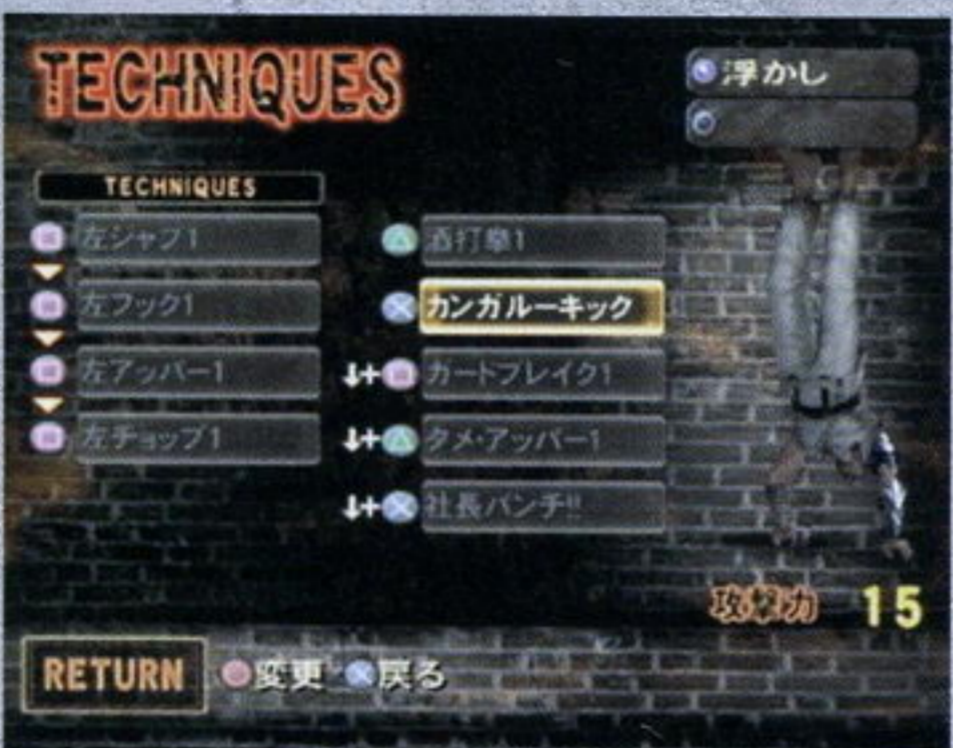 TECHNIQUES
浮かし
TECHNIQUES
左ジャブ1
左フック1
左アッパー1
左チョップ1
酒打拳1
カンガルーキック
↓+ ガードブレイク1
↓+ タメ・アッパー1
↓+ 社長パンチ!!
攻撃力 15
RETURN
変更
戻る